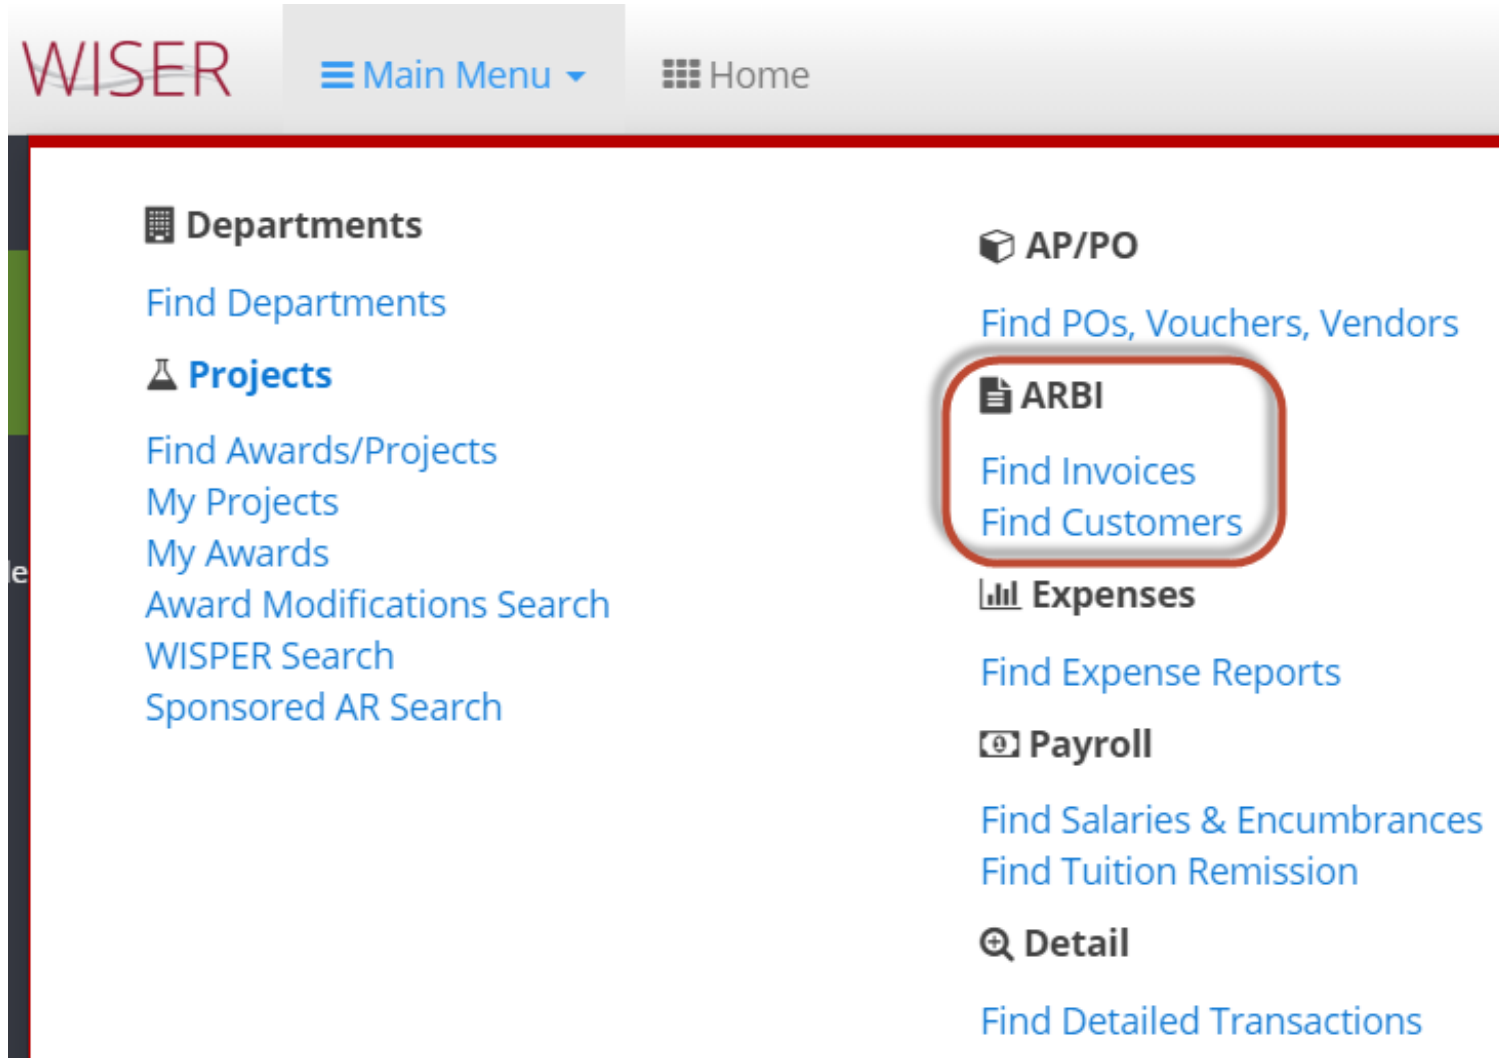 WISER
Main Menu
Home
Departments
Find Departments
Projects
Find Awards/Projects
My Projects
My Awards
Award Modifications Search
WISPER Search
Sponsored AR Search
AP/PO
Find POs, Vouchers, Vendors
ARBI
Find Invoices
Find Customers
Expenses
Find Expense Reports
Payroll
Find Salaries & Encumbrances
Find Tuition Remission
Detail
Find Detailed Transactions
le